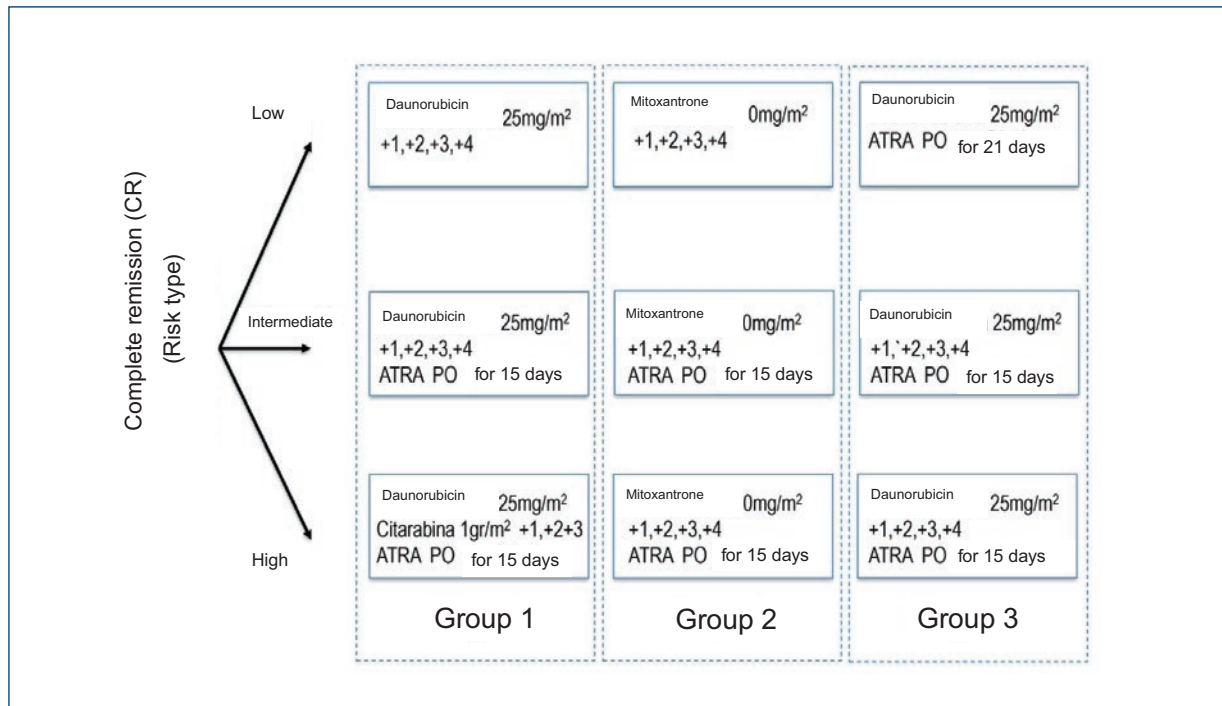 Complete remission (CR)
(Risk type)
Low
Daunorubicin 25mg/m²
+1,+2,+3,+4
Mitoxantrone 0mg/m²
+1,+2,+3,+4
Daunorubicin 25mg/m²
ATRA PO for 21 days
Intermediate
Daunorubicin 25mg/m²
+1,+2,+3,+4
ATRA PO for 15 days
Mitoxantrone 0mg/m²
+1,+2,+3,+4
ATRA PO for 15 days
Daunorubicin 25mg/m²
+1,`+2,+3,+4
ATRA PO for 15 days
High
Daunorubicin 25mg/m²
Citarabina 1gr/m² +1,+2+3
ATRA PO for 15 days
Mitoxantrone 0mg/m²
+1,+2,+3,+4
ATRA PO for 15 days
Daunorubicin 25mg/m²
+1,+2,+3,+4
ATRA PO for 15 days
Group 1
Group 2
Group 3